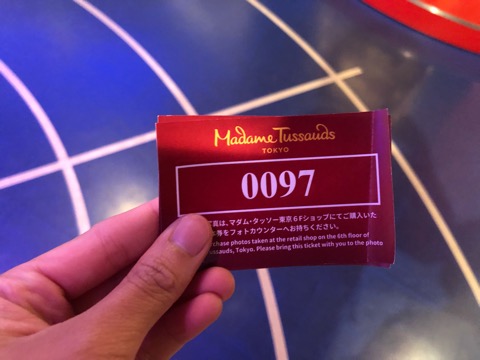 Madame Tussauds
TOKYO
0097
真は、マダム・タッソー東京6Fショップにてご購入いた
券をフォトカウンターへお持ちください。
chase photos taken at the retail shop on the 6th floor of
ssauds, Tokyo. Please bring this ticket with you to the photo